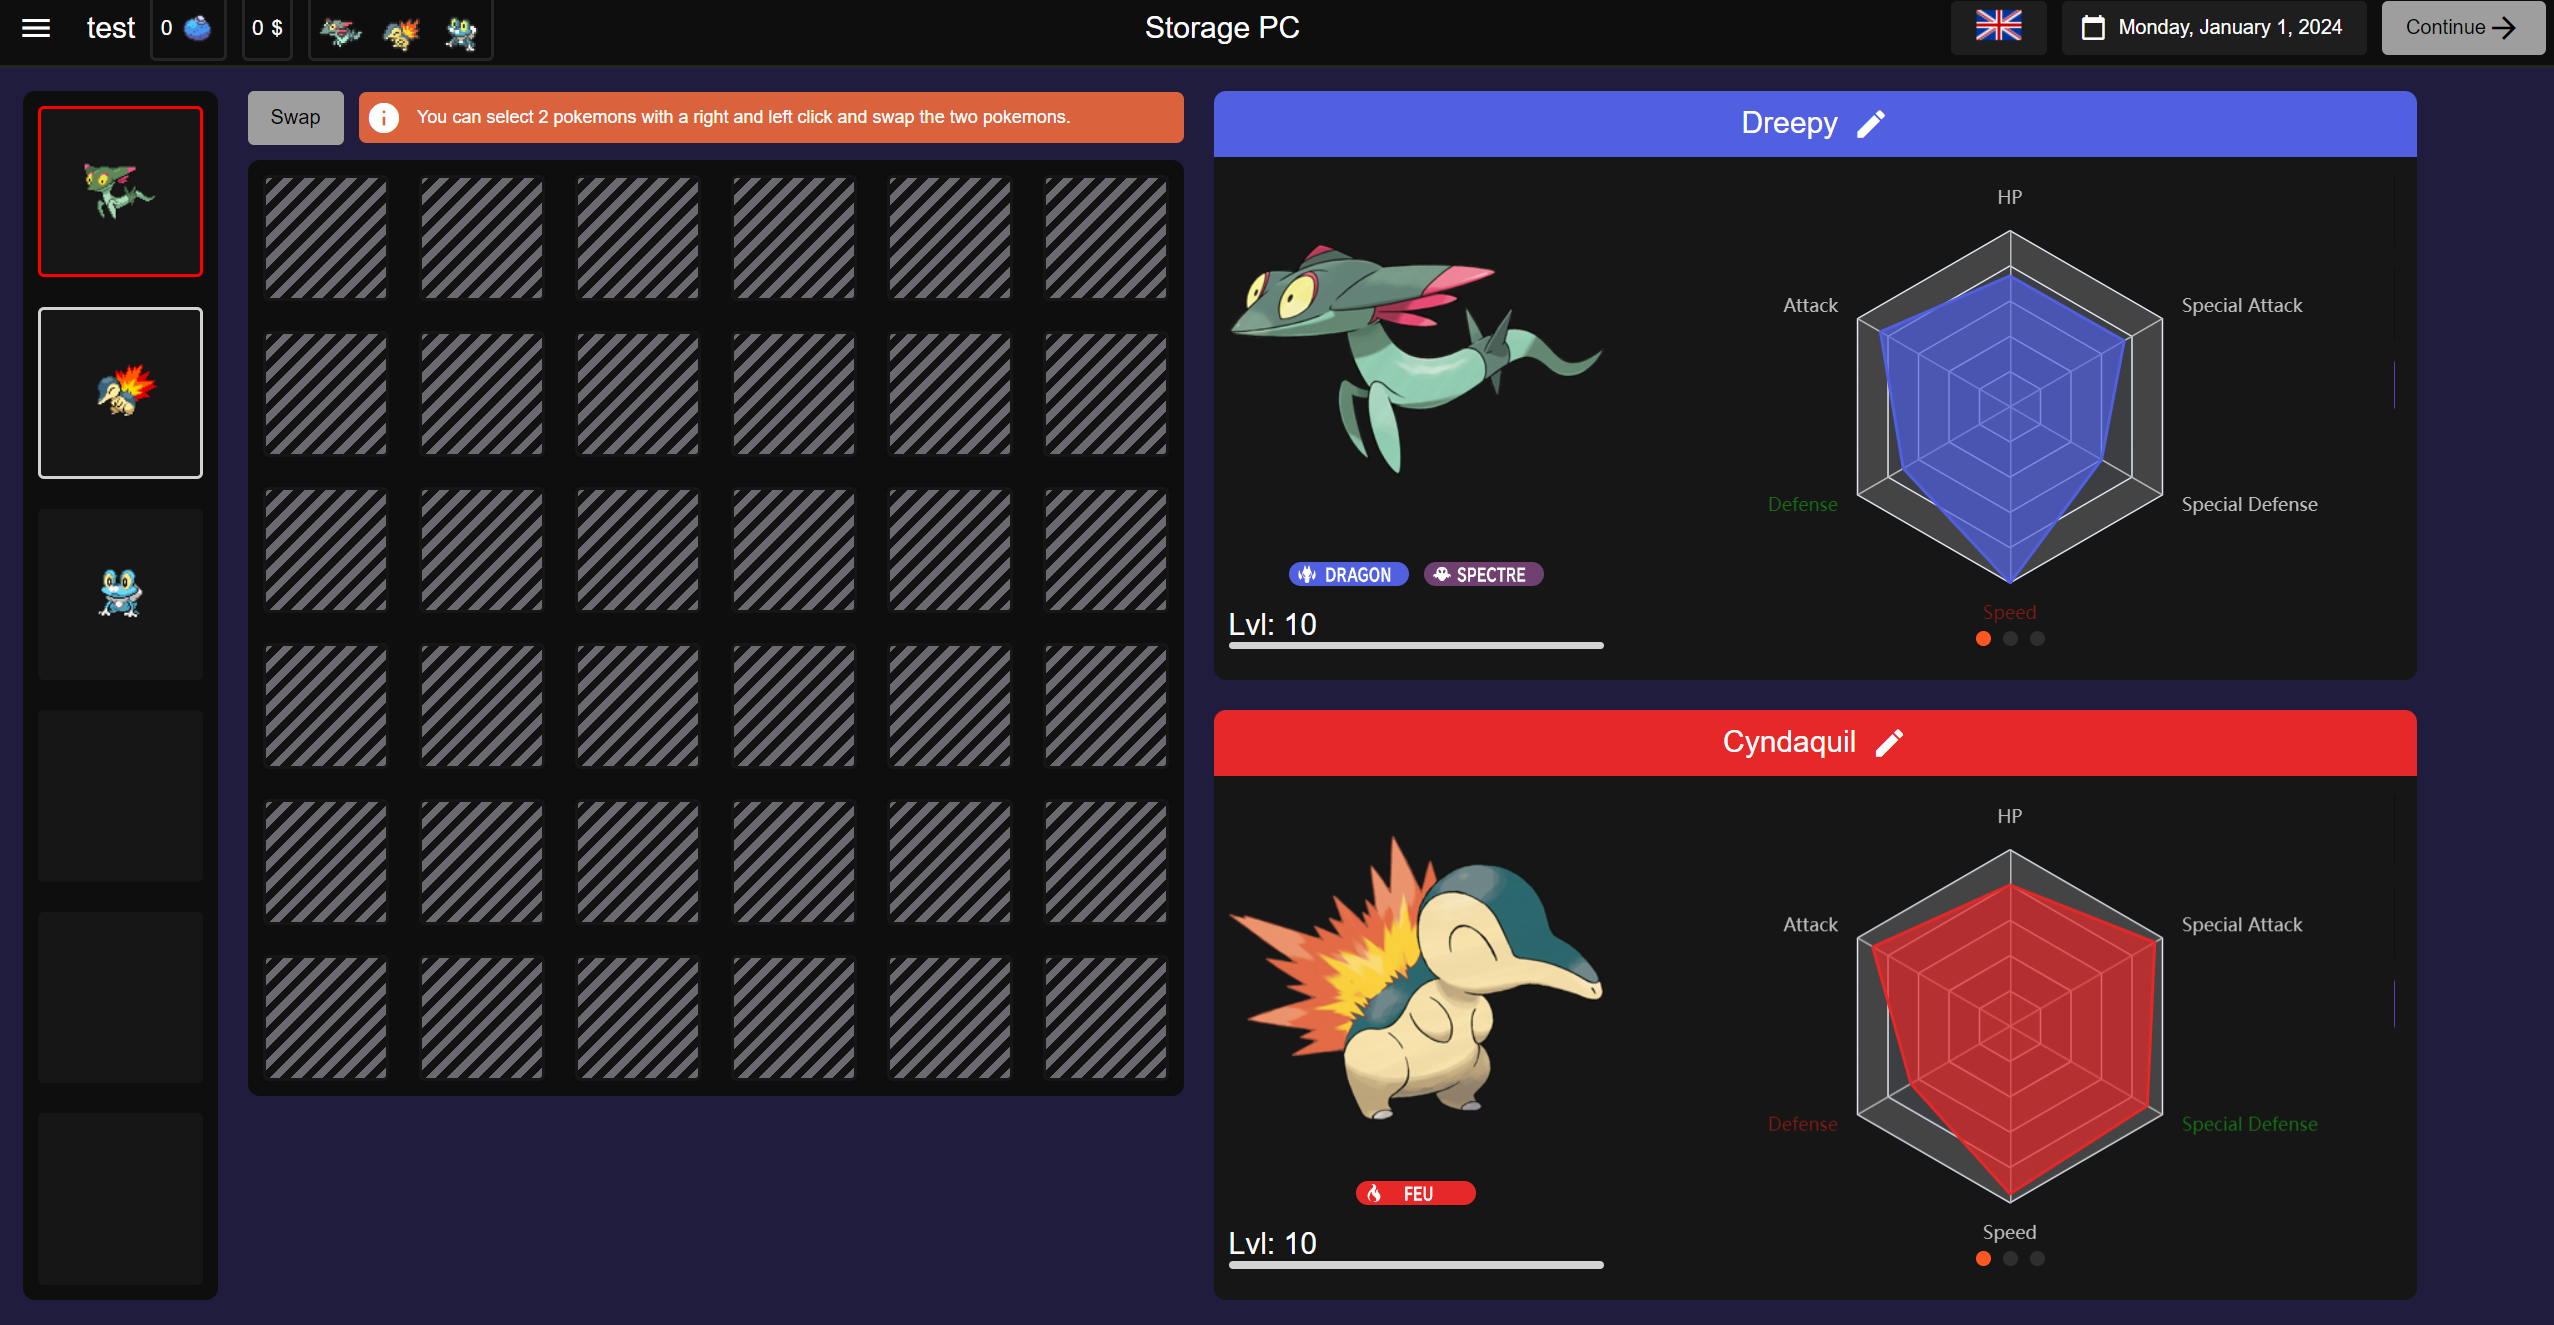 test
0
0 $
Storage PC
Monday, January 1, 2024
Continue
Swap
You can select 2 pokemons with a right and left click and swap the two pokemons.
Dreepy
HP
Attack
Special Attack
Defense
Special Defense
Speed
DRAGON
SPECTRE
Lvl: 10
Cyndaquil
HP
Attack
Special Attack
Defense
Special Defense
Speed
FEU
Lvl: 10